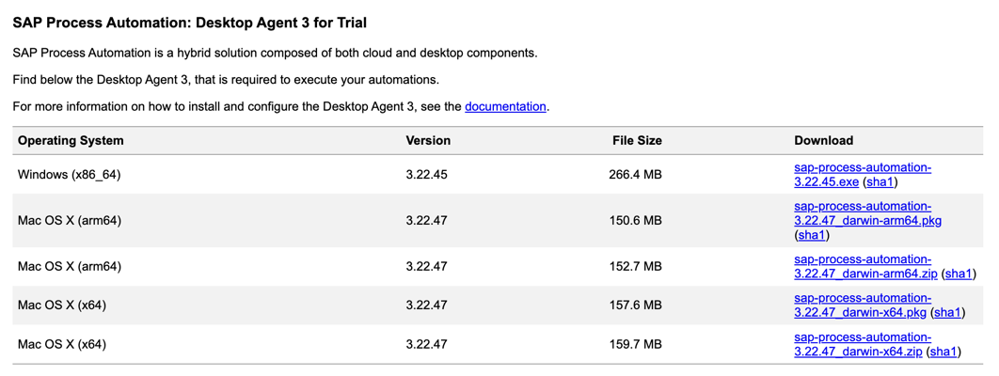 SAP Process Automation: Desktop Agent 3 for Trial
SAP Process Automation is a hybrid solution composed of both cloud and desktop components.
Find below the Desktop Agent 3, that is required to execute your automations.
For more information on how to install and configure the Desktop Agent 3, see the documentation.
Operating System Version File Size Download
Windows (x86_64) 3.22.45 266.4 MB sap-process-automation-
3.22.45.exe (sha1)
Mac OS X (arm64) 3.22.47 150.6 MB sap-process-automation-
3.22.47_darwin-arm64.pkg
(sha1)
Mac OS X (arm64) 3.22.47 152.7 MB sap-process-automation-
3.22.47_darwin-arm64.zip (sha1)
Mac OS X (x64) 3.22.47 157.6 MB sap-process-automation-
3.22.47_darwin-x64.pkg (sha1)
Mac OS X (x64) 3.22.47 159.7 MB sap-process-automation-
3.22.47_darwin-x64.zip (sha1)